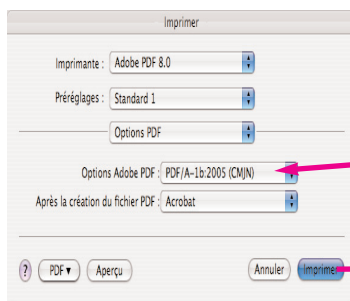 Imprimer
Imprimante : Adobe PDF 8.0
Préréglages : Standard 1
Options PDF
Options Adobe PDF : PDF/A-1b:2005 (CMJN)
Après la création du fichier PDF : Acrobat
? PDF▼ Aperçu Annuler Imprimer